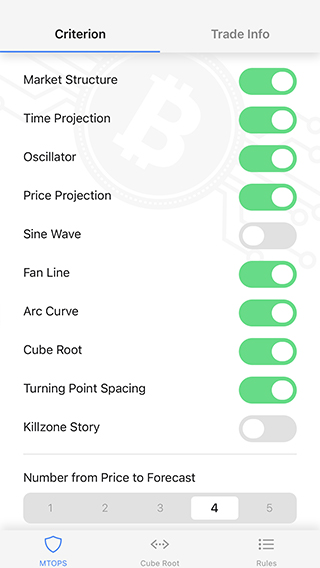 Criterion Trade Info
Market Structure
Time Projection
Oscillator
Price Projection
Sine Wave
Fan Line
Arc Curve
Cube Root
Turning Point Spacing
Killzone Story
Number from Price to Forecast
1 2 3 4 5
MTOPS Cube Root Rules